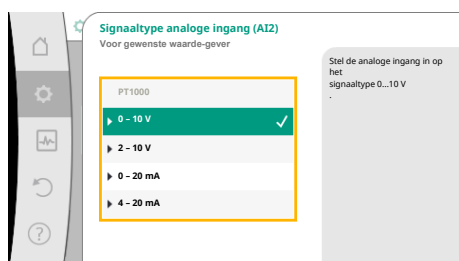 Signaaltype analoge ingang (AI2)
Voor gewenste waarde-gever
PT1000
0 – 10 V
2 – 10 V
0 – 20 mA
4 – 20 mA
Stel de analoge ingang in op
het
signaaltype 0...10 V
.